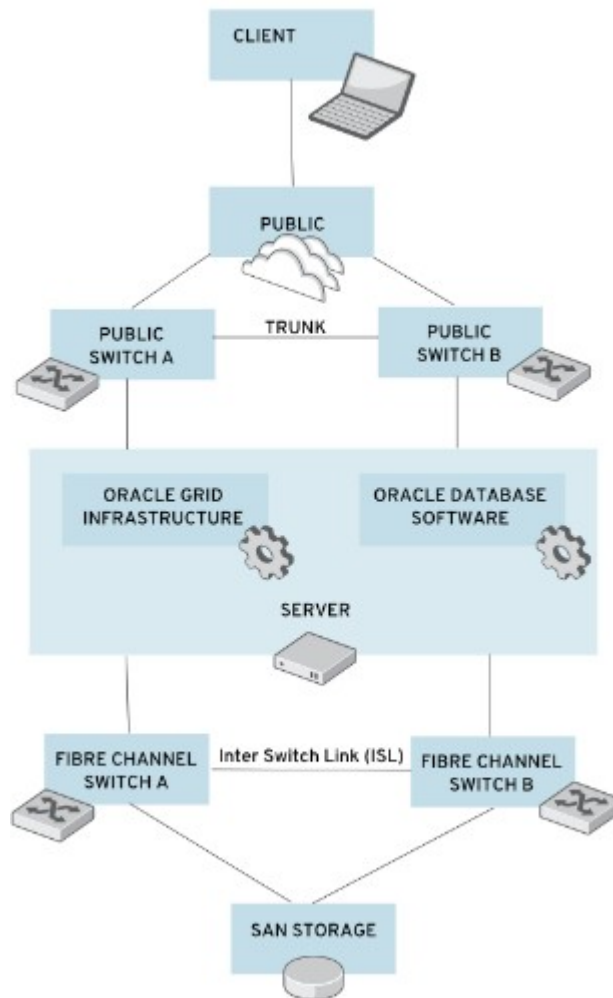 CLIENT
PUBLIC
PUBLIC
SWITCH A
TRUNK
PUBLIC
SWITCH B
ORACLE GRID
INFRASTRUCTURE
ORACLE DATABASE
SOFTWARE
SERVER
FIBRE CHANNEL
SWITCH A
Inter Switch Link (ISL)
FIBRE CHANNEL
SWITCH B
SAN STORAGE